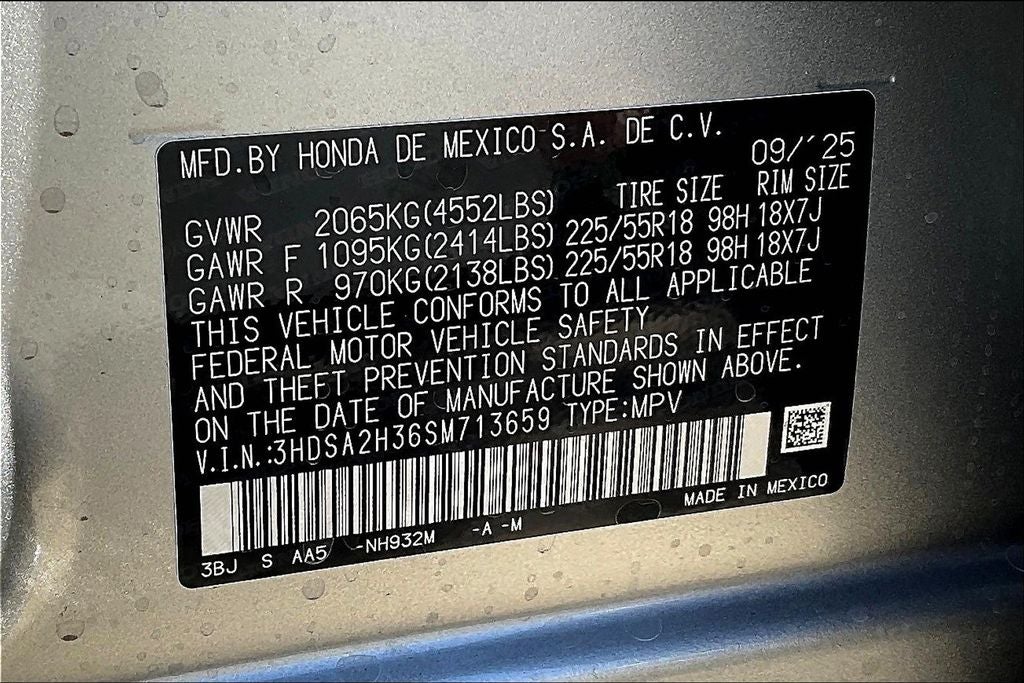 MFD.BY HONDA DE MEXICO S.A. DE C.V.
09/´25
TIRE SIZE RIM SIZE
GVWR 2065KG(4552LBS)
GAWR F 1095KG(2414LBS) 225/55R18 98H 18X7J
GAWR R 970KG(2138LBS) 225/55R18 98H 18X7J
THIS VEHICLE CONFORMS TO ALL APPLICABLE
FEDERAL MOTOR VEHICLE SAFETY
AND THEFT PREVENTION STANDARDS IN EFFECT
ON THE DATE OF MANUFACTURE SHOWN ABOVE.
V.I.N.:3HDSA2H36SM713659 TYPE:MPV
3BJ S AA5 -NH932M -A -M
MADE IN MEXICO